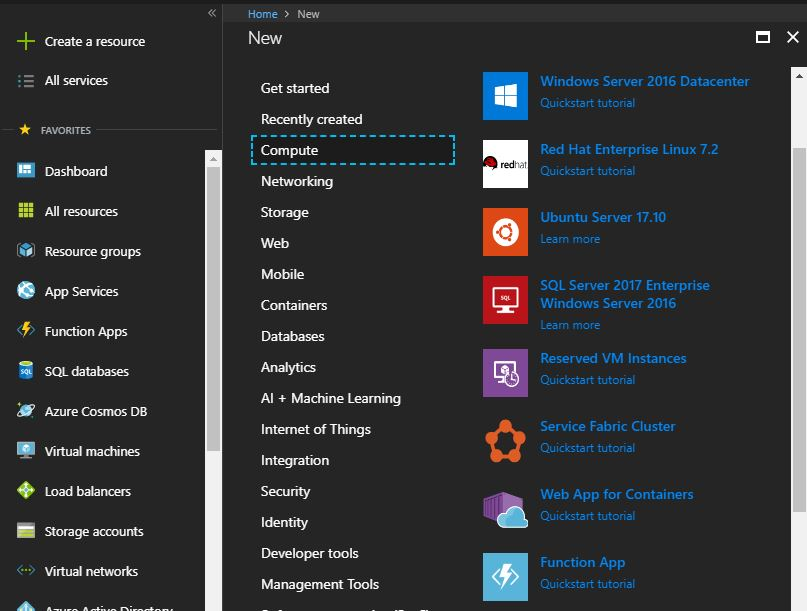 Home > New
New
Create a resource
All services
FAVORITES
Dashboard
All resources
Resource groups
App Services
Function Apps
SQL databases
Azure Cosmos DB
Virtual machines
Load balancers
Storage accounts
Virtual networks
Azure Active Directory
Get started
Recently created
Compute
Networking
Storage
Web
Mobile
Containers
Databases
Analytics
AI + Machine Learning
Internet of Things
Integration
Security
Identity
Developer tools
Management Tools
Windows Server 2016 Datacenter
Quickstart tutorial
redhat
Red Hat Enterprise Linux 7.2
Quickstart tutorial
Ubuntu Server 17.10
Learn more
SQL
SQL Server 2017 Enterprise
Windows Server 2016
Learn more
Reserved VM Instances
Quickstart tutorial
Service Fabric Cluster
Quickstart tutorial
Web App for Containers
Quickstart tutorial
Function App
Quickstart tutorial